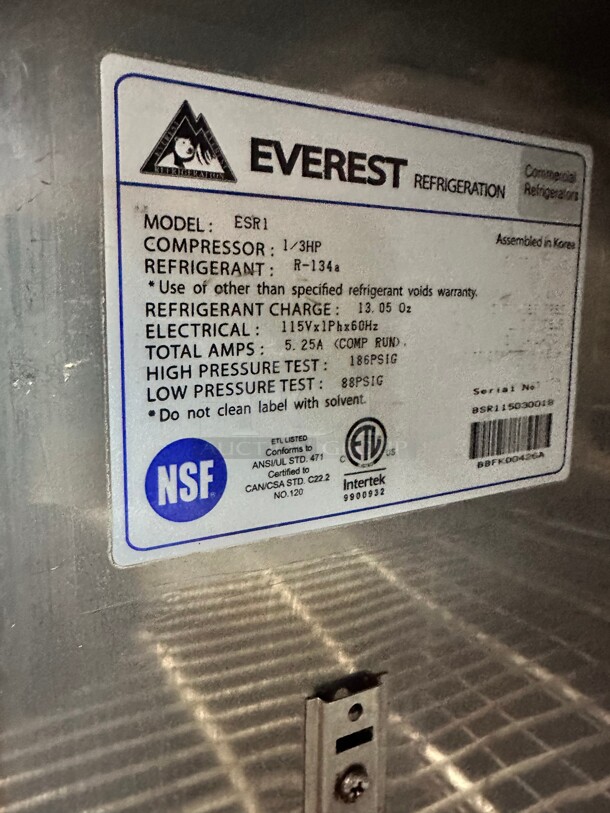 EVEREST REFRIGERATION
REFRIGERATION
Commercial
Refrigerators
Assembled in Korea
MODEL: ESR1
COMPRESSOR: 1/3HP
REFRIGERANT: R-134a
*Use of other than specified refrigerant voids warranty.
REFRIGERANT CHARGE: 13.05 Oz
ELECTRICAL: 115Vx1Phx60Hz
TOTAL AMPS: 5.25A <COMP RUN>.
HIGH PRESSURE TEST: 186PSIG
LOW PRESSURE TEST: 88PSIG
*Do not clean label with solvent.
Serial No
BBFK00426A
NSF
ETL LISTED
Conforms to
ANSI/UL STD. 471
Certified to
CAN/CSA STD. C22.2
NO.120
C ETL US
Intertek
9900932